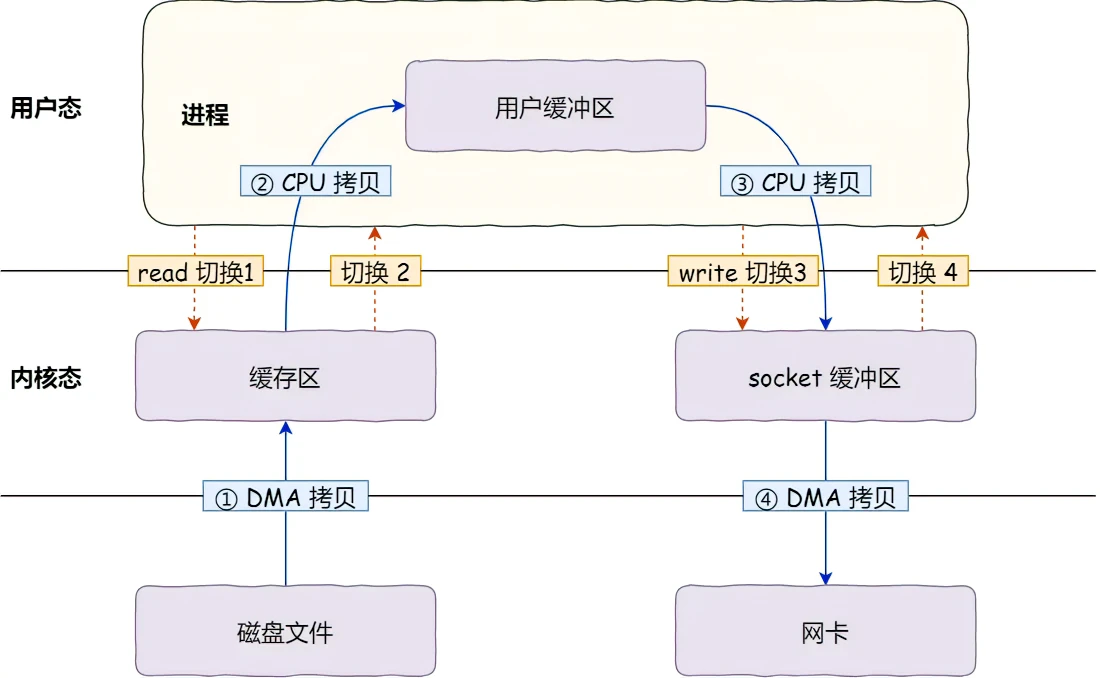 用户态
进程
用户缓冲区
② CPU 拷贝
③ CPU 拷贝
read 切换1
切换 2
write 切换3
切换 4
内核态
缓存区
socket 缓冲区
① DMA 拷贝
④ DMA 拷贝
磁盘文件
网卡